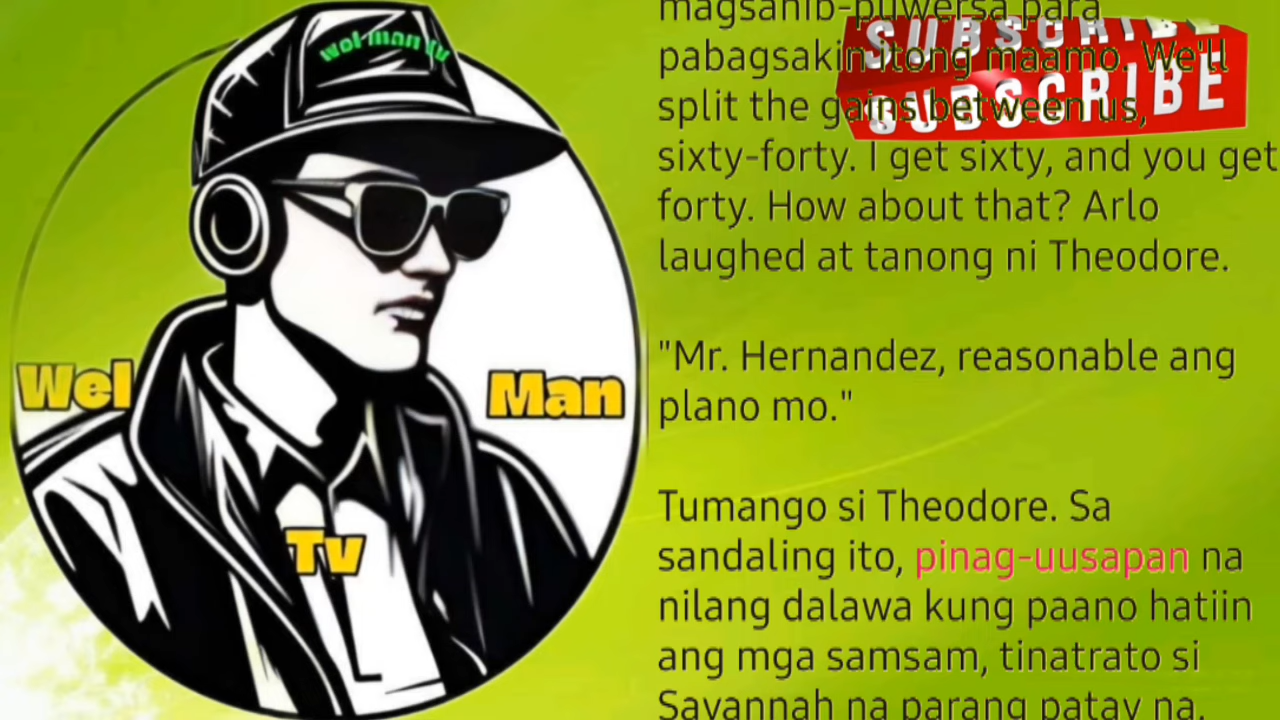 wel man tv
Wel
Man
Tv
SUBSCRIBE
SUBSCRIBE
magsanib-puwersa para
pabagsakin itong maamo. We'll
split the gains between us,
sixty-forty. I get sixty, and you get
forty. How about that? Arlo
laughed at tanong ni Theodore.
"Mr. Hernandez, reasonable ang
plano mo."
Tumango si Theodore. Sa
sandaling ito, pinag-uusapan na
nilang dalawa kung paano hatiin
ang mga samsam, tinatrato si
Savannah na parang patay na.